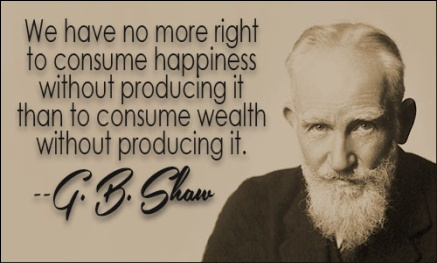 We have no more right
to consume happiness
without producing it
than to consume wealth
without producing it.
--G. B. Shaw